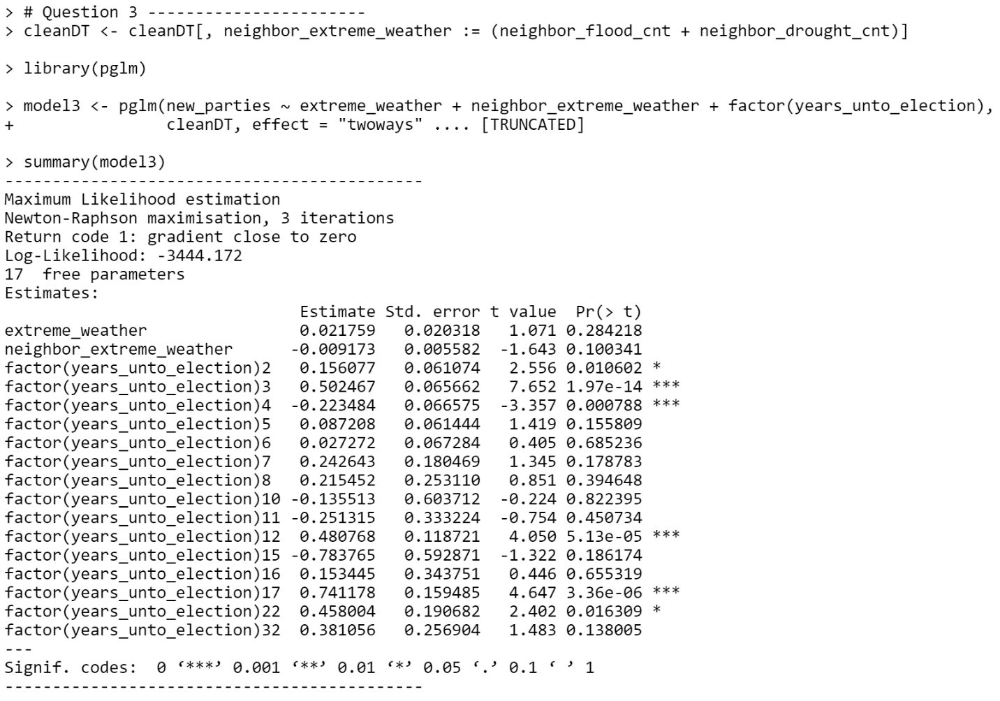 > # Question 3 -----------------------
> cleanDT <- cleanDT[, neighbor_extreme_weather := (neighbor_flood_cnt + neighbor_drought_cnt)]
> library(pglm)
> model3 <- pglm(new_parties ~ extreme_weather + neighbor_extreme_weather + factor(years_unto_election),
+                cleanDT, effect = "twoways" .... [TRUNCATED]
> summary(model3)
--------------------------------------------
Maximum Likelihood estimation
Newton-Raphson maximisation, 3 iterations
Return code 1: gradient close to zero
Log-Likelihood: -3444.172
17  free parameters
Estimates:
                               Estimate Std. error t value  Pr(> t)
extreme_weather                0.021759   0.020318   1.071 0.284218
neighbor_extreme_weather      -0.009173   0.005582  -1.643 0.100341
factor(years_unto_election)2   0.156077   0.061074   2.556 0.010602 *
factor(years_unto_election)3   0.502467   0.065662   7.652 1.97e-14 ***
factor(years_unto_election)4  -0.223484   0.066575  -3.357 0.000788 ***
factor(years_unto_election)5   0.087208   0.061444   1.419 0.155809
factor(years_unto_election)6   0.027272   0.067284   0.405 0.685236
factor(years_unto_election)7   0.242643   0.180469   1.345 0.178783
factor(years_unto_election)8   0.215452   0.253110   0.851 0.394648
factor(years_unto_election)10 -0.135513   0.603712  -0.224 0.822395
factor(years_unto_election)11 -0.251315   0.333224  -0.754 0.450734
factor(years_unto_election)12  0.480768   0.118721   4.050 5.13e-05 ***
factor(years_unto_election)15 -0.783765   0.592871  -1.322 0.186174
factor(years_unto_election)16  0.153445   0.343751   0.446 0.655319
factor(years_unto_election)17  0.741178   0.159485   4.647 3.36e-06 ***
factor(years_unto_election)22  0.458004   0.190682   2.402 0.016309 *
factor(years_unto_election)32  0.381056   0.256904   1.483 0.138005
---
Signif. codes:  0 ‘***’ 0.001 ‘**’ 0.01 ‘*’ 0.05 ‘.’ 0.1 ‘ ’ 1
--------------------------------------------